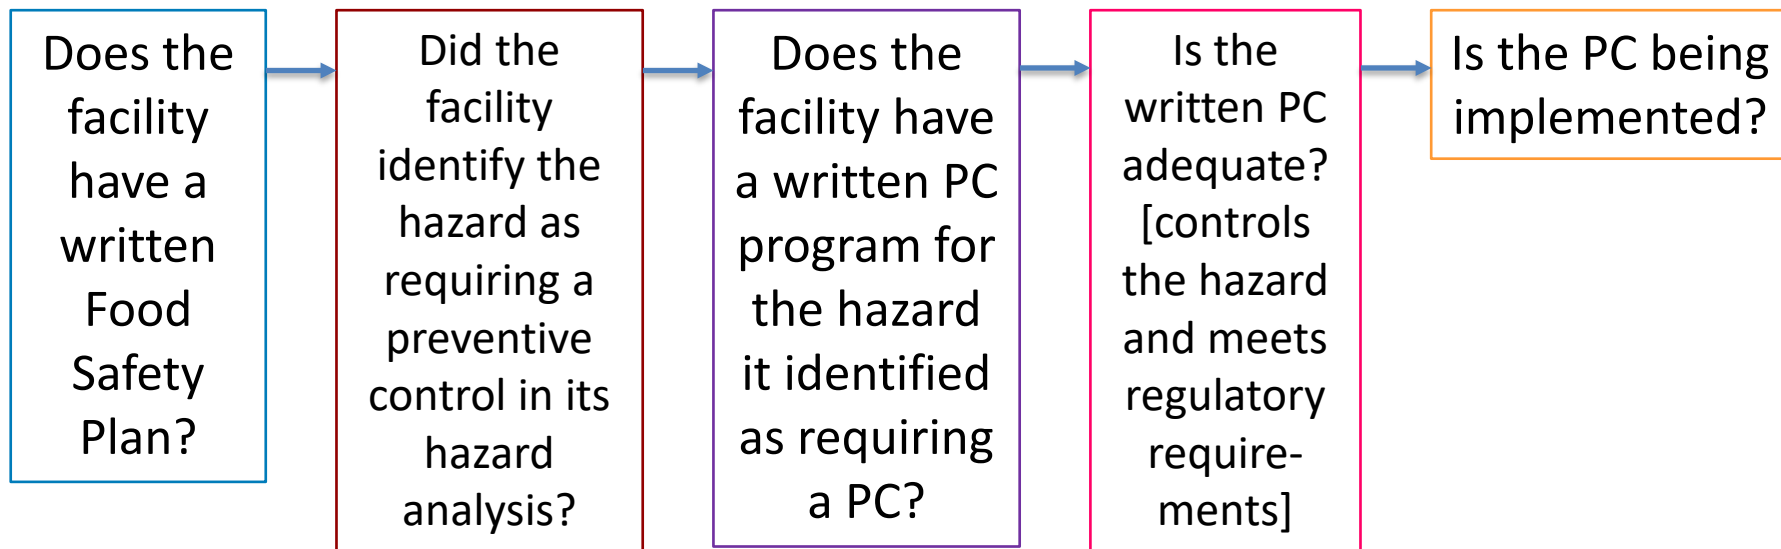 Does the
facility
have a
written
Food
Safety
Plan?
Did the
facility
identify the
hazard as
requiring a
preventive
control in its
hazard
analysis?
Does the
facility have
a written PC
program for
the hazard
it identified
as requiring
a PC?
Is the
written PC
adequate?
[controls
the hazard
and meets
regulatory
require-
ments]
Is the PC being
implemented?